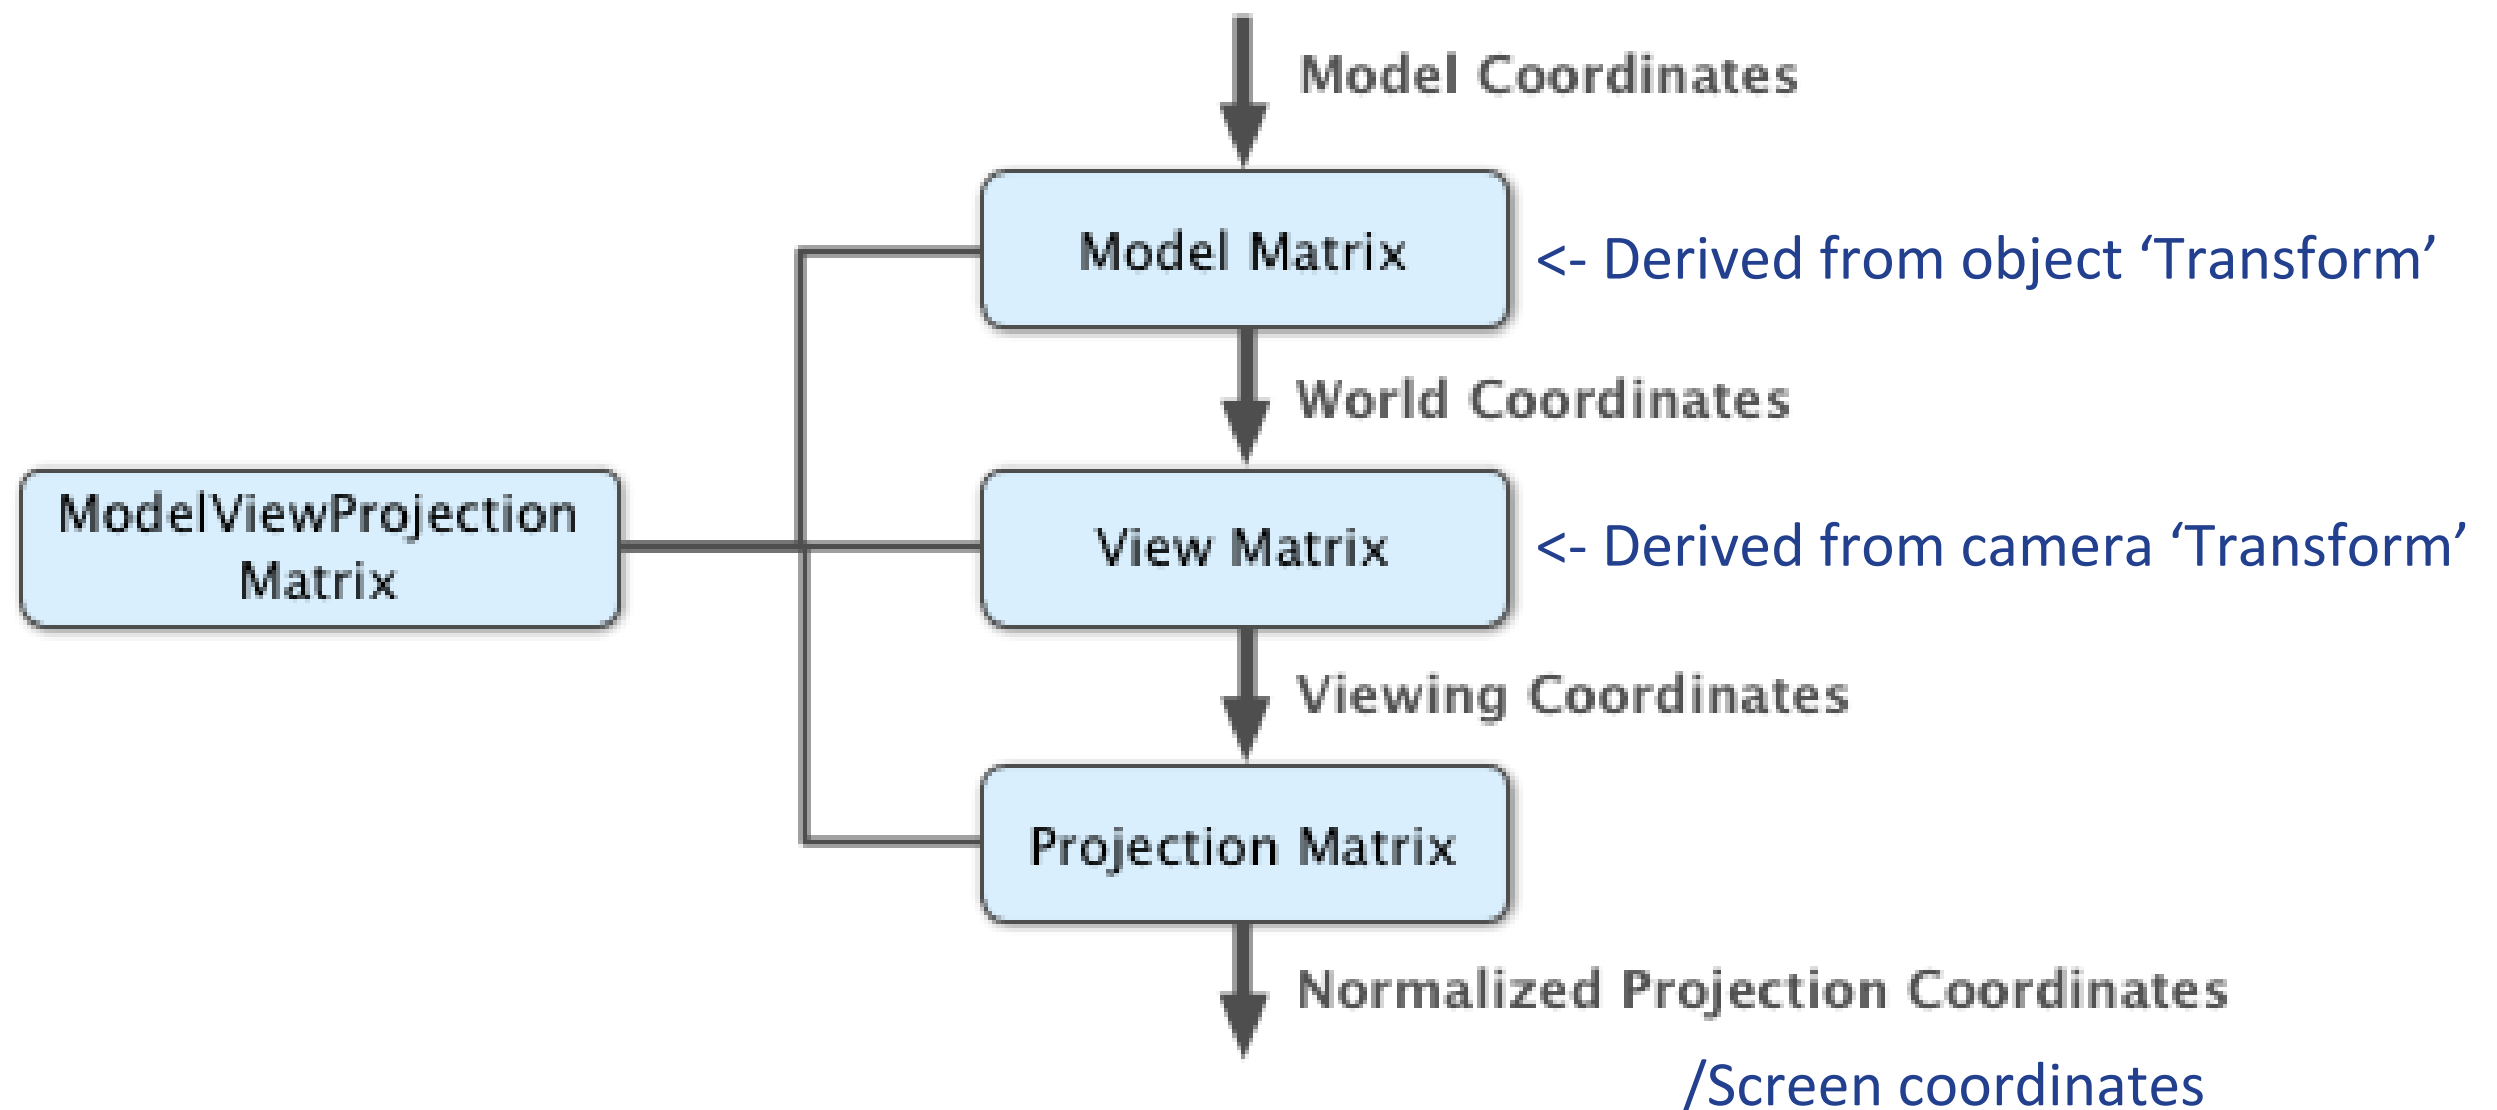 Model Coordinates
Model Matrix
<- Derived from object ‘Transform’
World Coordinates
ModelViewProjection
Matrix
View Matrix
<- Derived from camera ‘Transform’
Viewing Coordinates
Projection Matrix
Normalized Projection Coordinates
/Screen coordinates